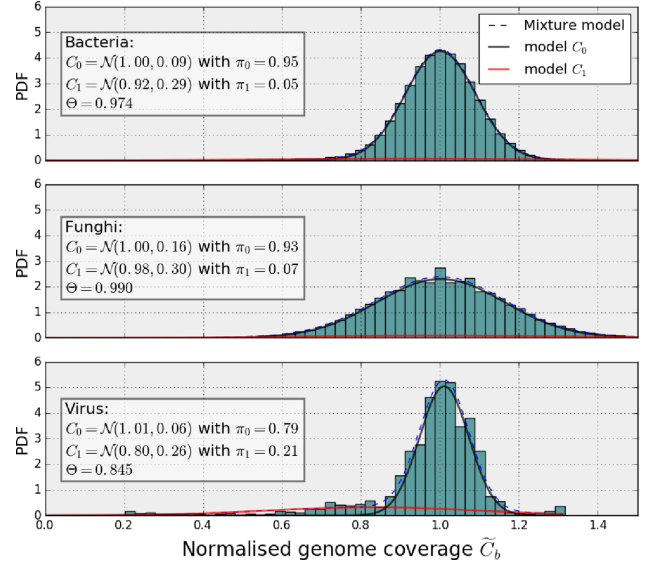 Mixture model
model C₀
model C₁
PDF
6
5
4
3
2
1
0
Bacteria:
C₀ = 𝒩(1.00, 0.09) with π₀ = 0.95
C₁ = 𝒩(0.92, 0.29) with π₁ = 0.05
Θ = 0.974
PDF
6
5
4
3
2
1
0
Funghi:
C₀ = 𝒩(1.00, 0.16) with π₀ = 0.93
C₁ = 𝒩(0.98, 0.30) with π₁ = 0.07
Θ = 0.990
PDF
6
5
4
3
2
1
0
Virus:
C₀ = 𝒩(1.01, 0.06) with π₀ = 0.79
C₁ = 𝒩(0.80, 0.26) with π₁ = 0.21
Θ = 0.845
0.0 0.2 0.4 0.6 0.8 1.0 1.2 1.4
Normalised genome coverage C̃_b